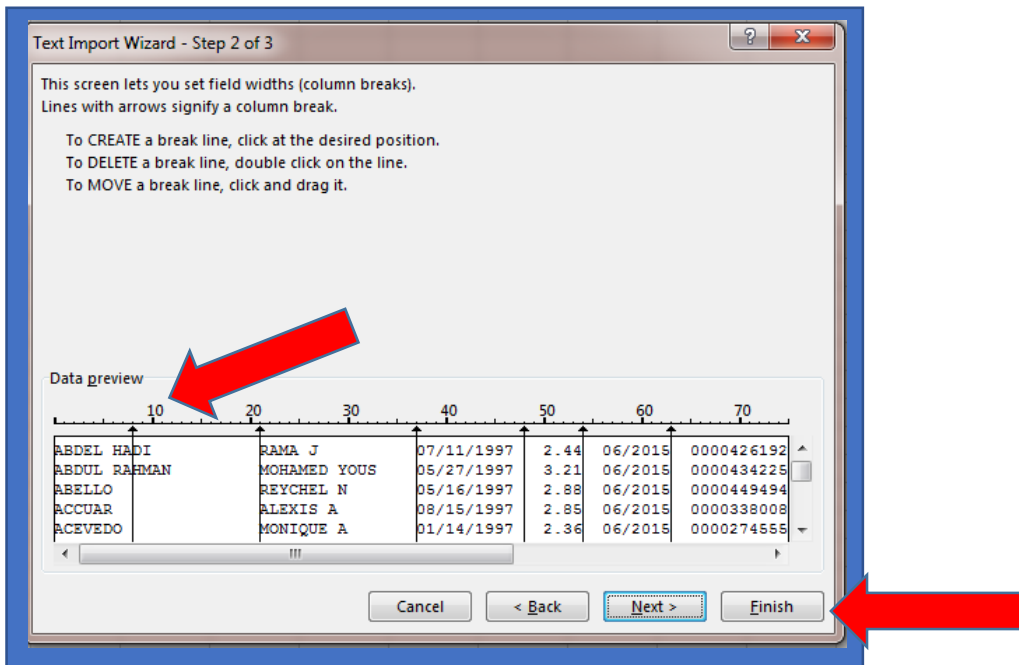 Text Import Wizard - Step 2 of 3
?
X
This screen lets you set field widths (column breaks).
Lines with arrows signify a column break.
To CREATE a break line, click at the desired position.
To DELETE a break line, double click on the line.
To MOVE a break line, click and drag it.
Data preview
10 20 30 40 50 60 70
ABDEL HADI RAMA J 07/11/1997 2.44 06/2015 0000426192
ABDUL RAHMAN MOHAMED YOUS 05/27/1997 3.21 06/2015 0000434225
ABELLO REYCHEL N 05/16/1997 2.88 06/2015 0000449494
ACCUAR ALEXIS A 08/15/1997 2.85 06/2015 0000338008
ACEVEDO MONIQUE A 01/14/1997 2.36 06/2015 0000274555
Cancel < Back Next > Finish